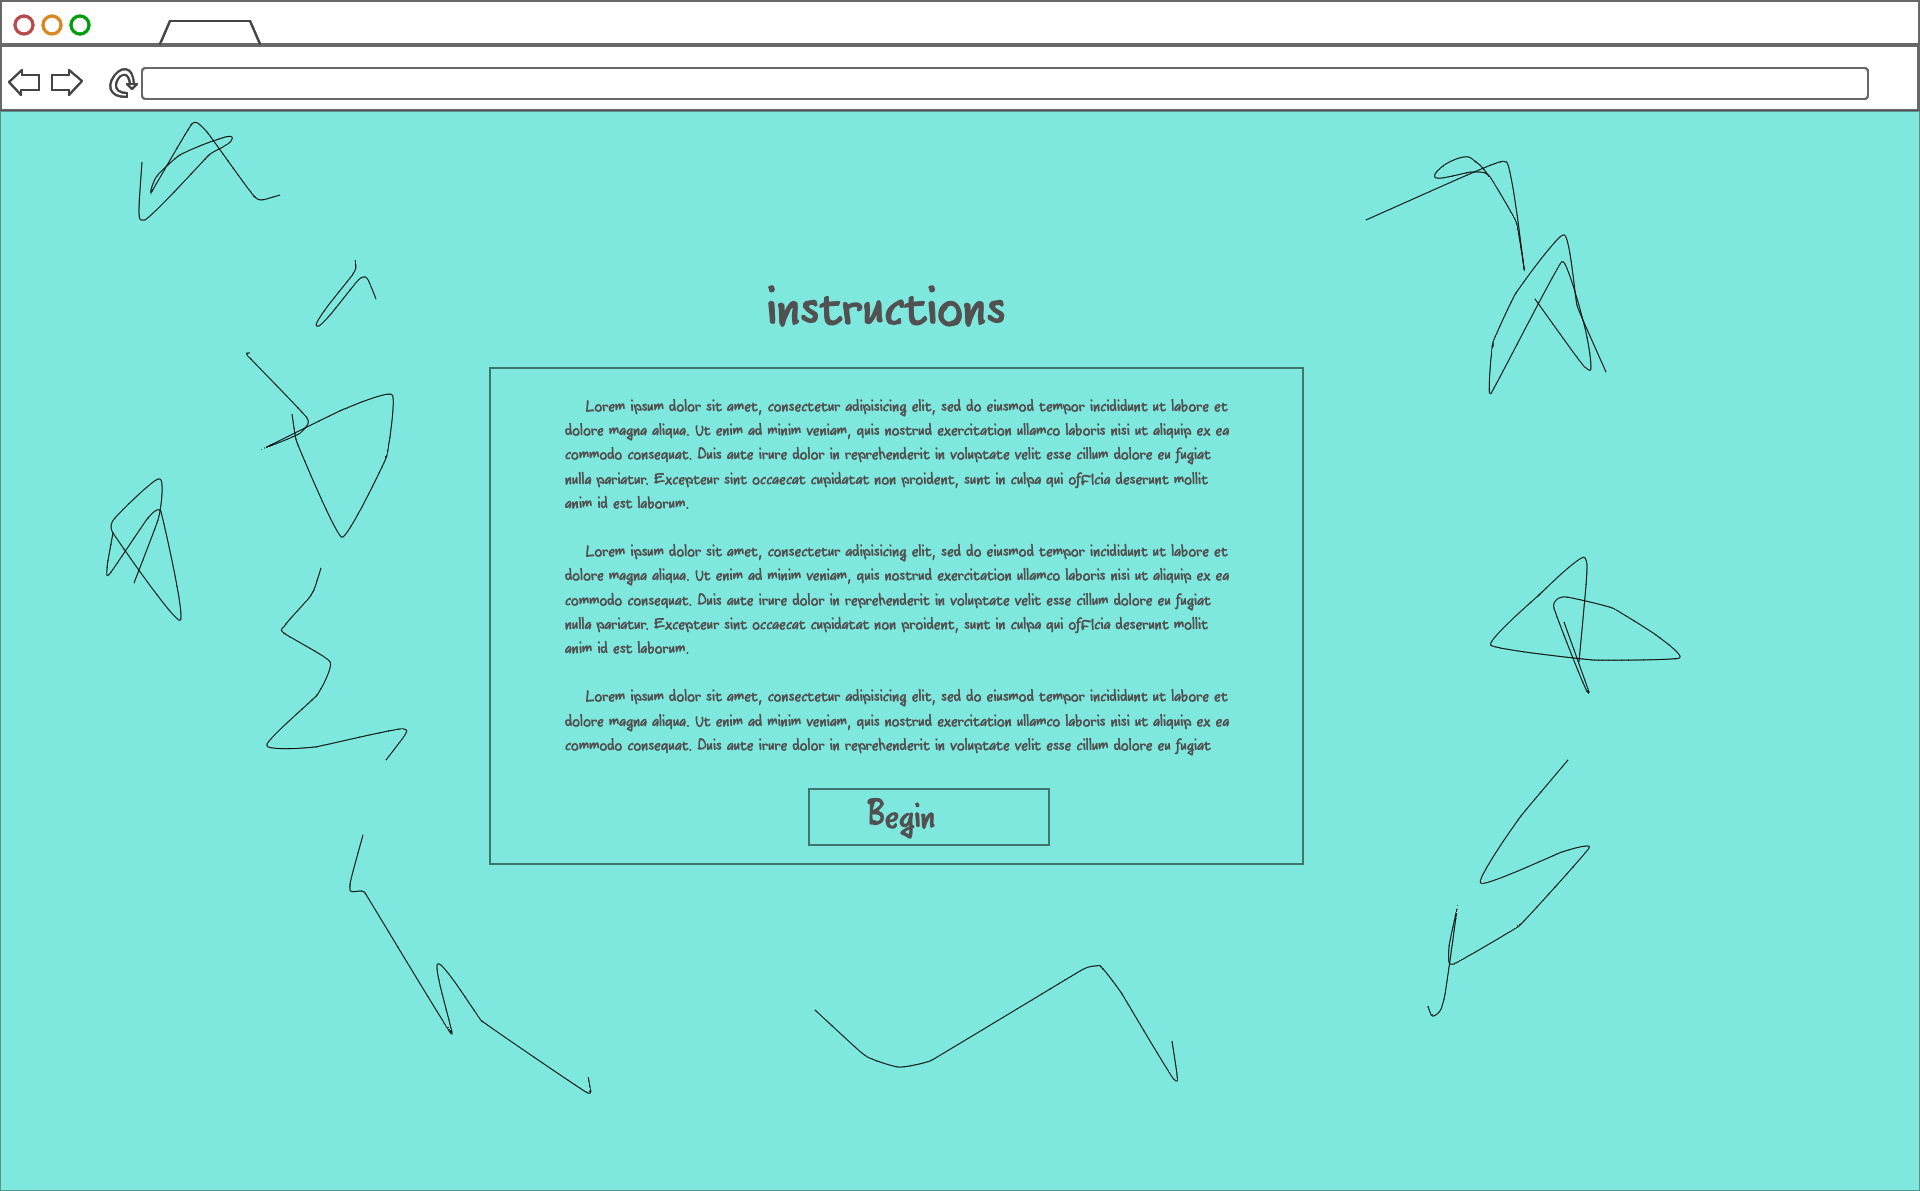 instructions
Lorem ipsum dolor sit amet, consectetur adipisicing elit, sed do eiusmod tempor incididunt ut labore et
dolore magna aliqua. Ut enim ad minim veniam, quis nostrud exercitation ullamco laboris nisi ut aliquip ex ea
commodo consequat. Duis aute irure dolor in reprehenderit in voluptate velit esse cillum dolore eu fugiat
nulla pariatur. Excepteur sint occaecat cupidatat non proident, sunt in culpa qui officia deserunt mollit
anim id est laborum.
Lorem ipsum dolor sit amet, consectetur adipisicing elit, sed do eiusmod tempor incididunt ut labore et
dolore magna aliqua. Ut enim ad minim veniam, quis nostrud exercitation ullamco laboris nisi ut aliquip ex ea
commodo consequat. Duis aute irure dolor in reprehenderit in voluptate velit esse cillum dolore eu fugiat
nulla pariatur. Excepteur sint occaecat cupidatat non proident, sunt in culpa qui officia deserunt mollit
anim id est laborum.
Lorem ipsum dolor sit amet, consectetur adipisicing elit, sed do eiusmod tempor incididunt ut labore et
dolore magna aliqua. Ut enim ad minim veniam, quis nostrud exercitation ullamco laboris nisi ut aliquip ex ea
commodo consequat. Duis aute irure dolor in reprehenderit in voluptate velit esse cillum dolore eu fugiat
Begin